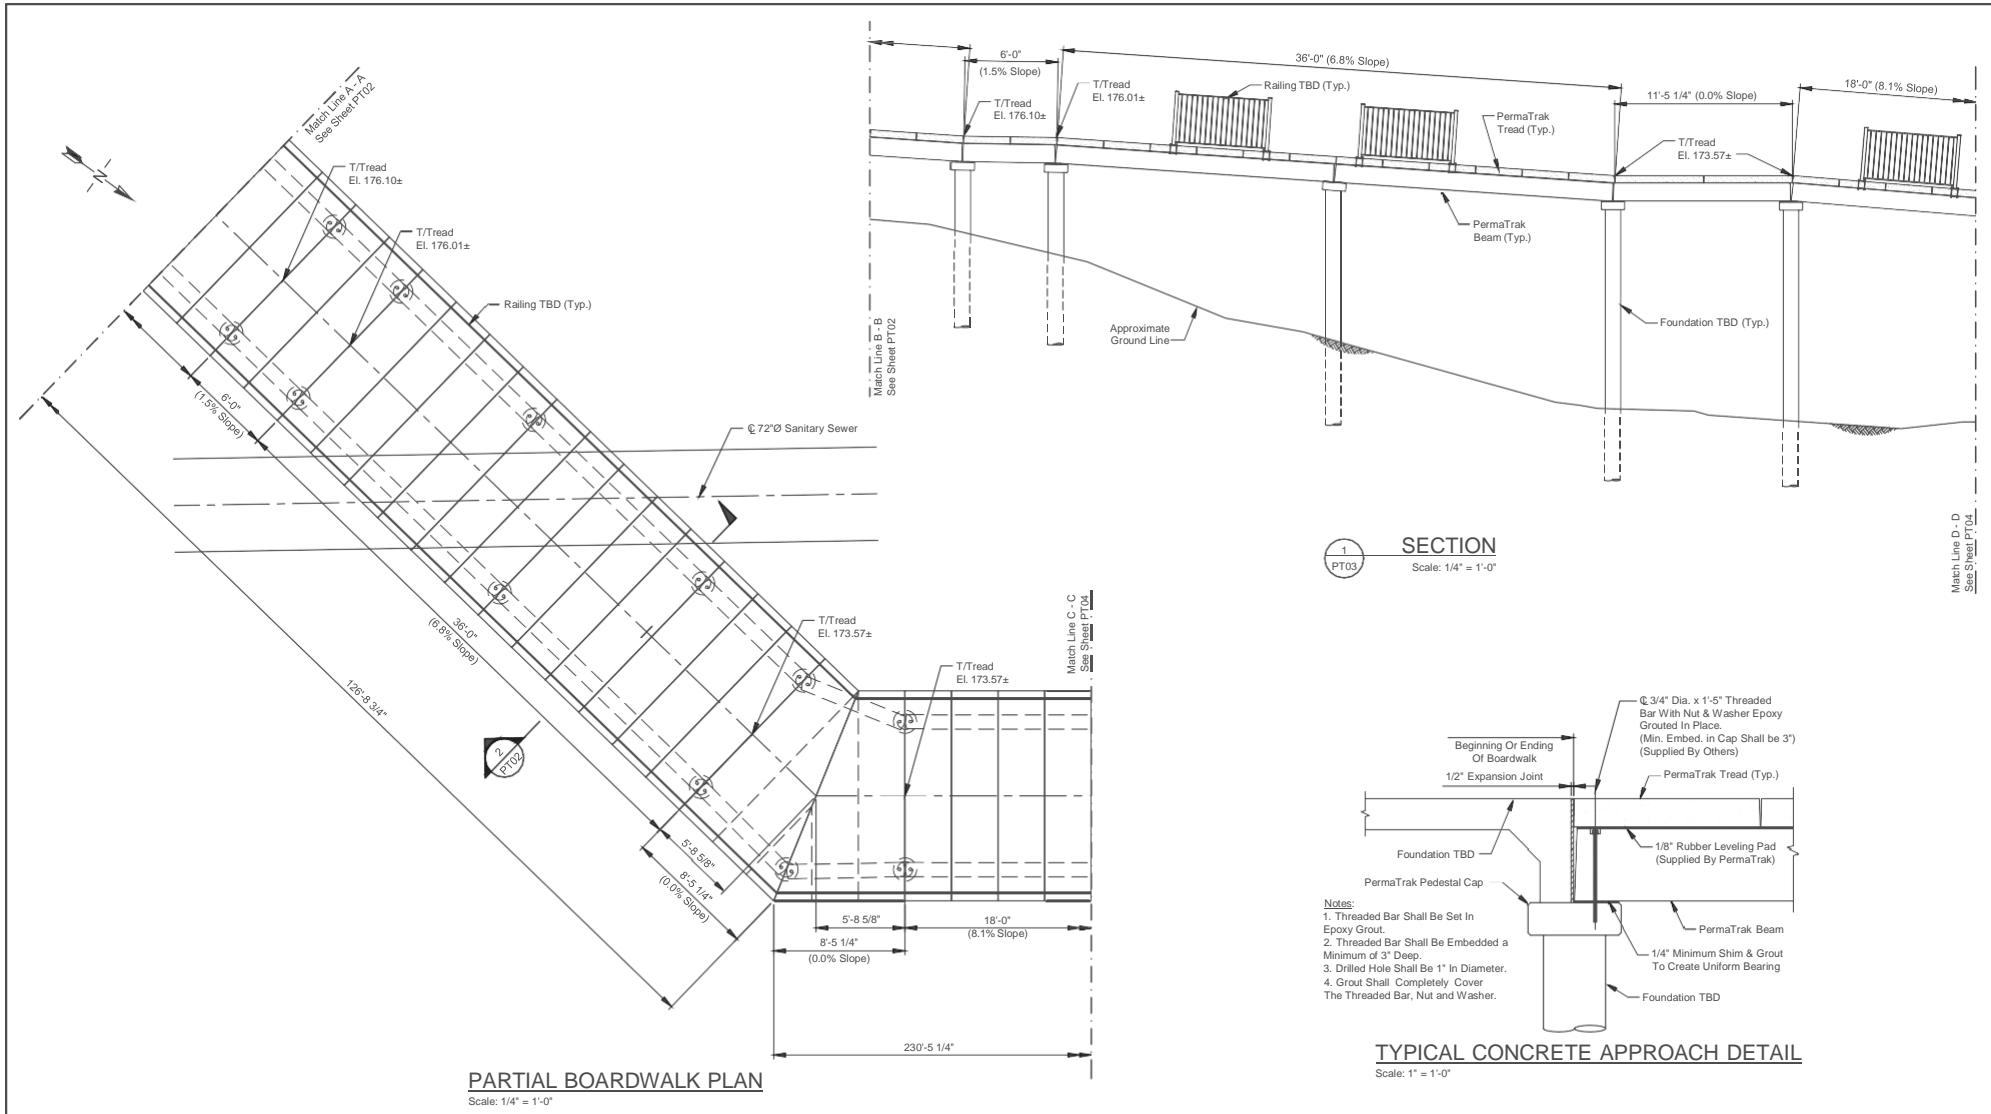 Match Line A - A
See Sheet PT02
-N-
T/Tread
El. 176.10±
T/Tread
El. 176.01±
Railing TBD (Typ.)
6'-0"
(1.5% Slope)
℄ 72"Ø Sanitary Sewer
36'-0"
(6.8% Slope)
126'-8 3/4"
T/Tread
El. 173.57±
T/Tread
El. 173.57±
Match Line C - C
See Sheet PT04
2
PT02
5'-8 5/8"
8'-5 1/4"
(0.0% Slope)
5'-8 5/8"
18'-0"
(8.1% Slope)
8'-5 1/4"
(0.0% Slope)
230'-5 1/4"
PARTIAL BOARDWALK PLAN
Scale: 1/4" = 1'-0"
6'-0"
(1.5% Slope)
36'-0" (6.8% Slope)
11'-5 1/4" (0.0% Slope)
18'-0" (8.1% Slope)
T/Tread
El. 176.10±
T/Tread
El. 176.01±
Railing TBD (Typ.)
PermaTrak
Tread (Typ.)
T/Tread
El. 173.57±
PermaTrak
Beam (Typ.)
Approximate
Ground Line
Foundation TBD (Typ.)
Match Line B - B
See Sheet PT02
Match Line D - D
See Sheet PT04
1
PT03
SECTION
Scale: 1/4" = 1'-0"
℄ 3/4" Dia. x 1'-5" Threaded
Bar With Nut & Washer Epoxy
Grouted In Place.
(Min. Embed. in Cap Shall be 3")
(Supplied By Others)
Beginning Or Ending
Of Boardwalk
1/2" Expansion Joint
PermaTrak Tread (Typ.)
1/8" Rubber Leveling Pad
(Supplied By PermaTrak)
Foundation TBD
PermaTrak Pedestal Cap
PermaTrak Beam
1/4" Minimum Shim & Grout
To Create Uniform Bearing
Foundation TBD
Notes:
1. Threaded Bar Shall Be Set In
Epoxy Grout.
2. Threaded Bar Shall Be Embedded a
Minimum of 3" Deep.
3. Drilled Hole Shall Be 1" In Diameter.
4. Grout Shall Completely Cover
The Threaded Bar, Nut and Washer.
TYPICAL CONCRETE APPROACH DETAIL
Scale: 1" = 1'-0"